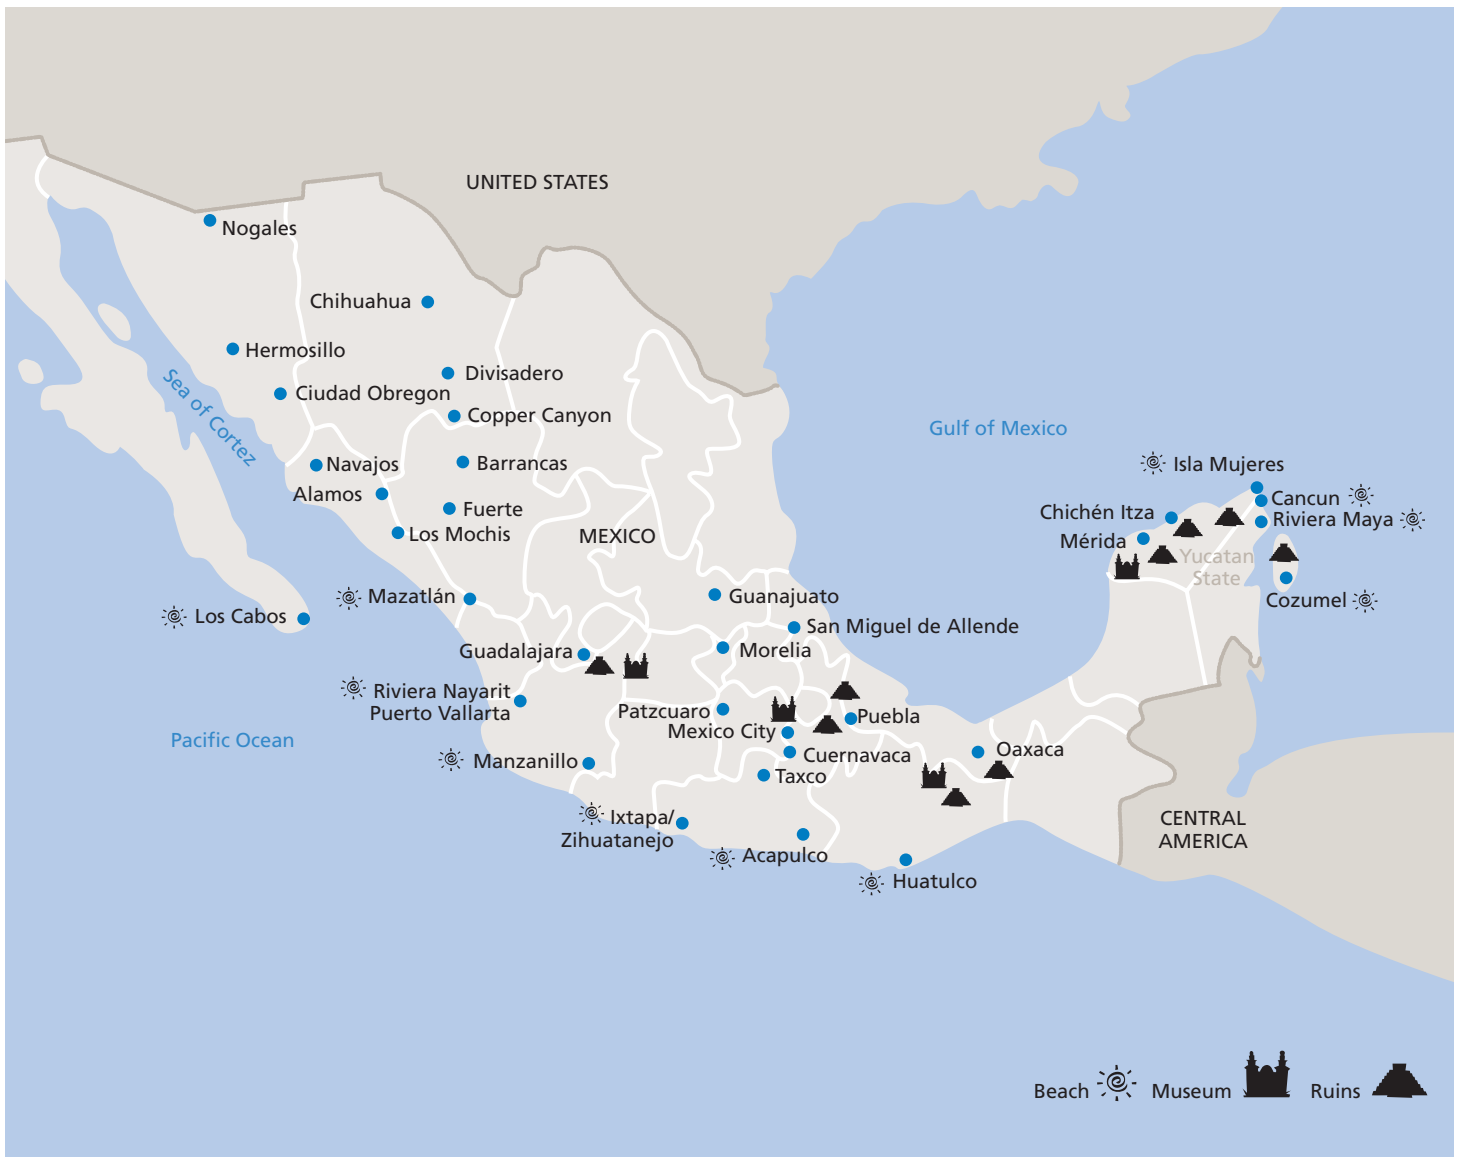 UNITED STATES
Nogales
Chihuahua
Hermosillo
Divisadero
Ciudad Obregon
Copper Canyon
Sea of Cortez
Gulf of Mexico
Navajos
Barrancas
Isla Mujeres
Alamos
Cancun
Fuerte
Chichén Itza
Riviera Maya
Los Mochis
MEXICO
Mérida
Yucatan
State
Mazatlán
Guanajuato
Cozumel
Los Cabos
San Miguel de Allende
Guadalajara
Morelia
Riviera Nayarit
Puerto Vallarta
Patzcuaro
Puebla
Mexico City
Pacific Ocean
Cuernavaca
Oaxaca
Manzanillo
Taxco
Ixtapa/
Zihuatanejo
CENTRAL
AMERICA
Acapulco
Huatulco
Beach
Museum
Ruins